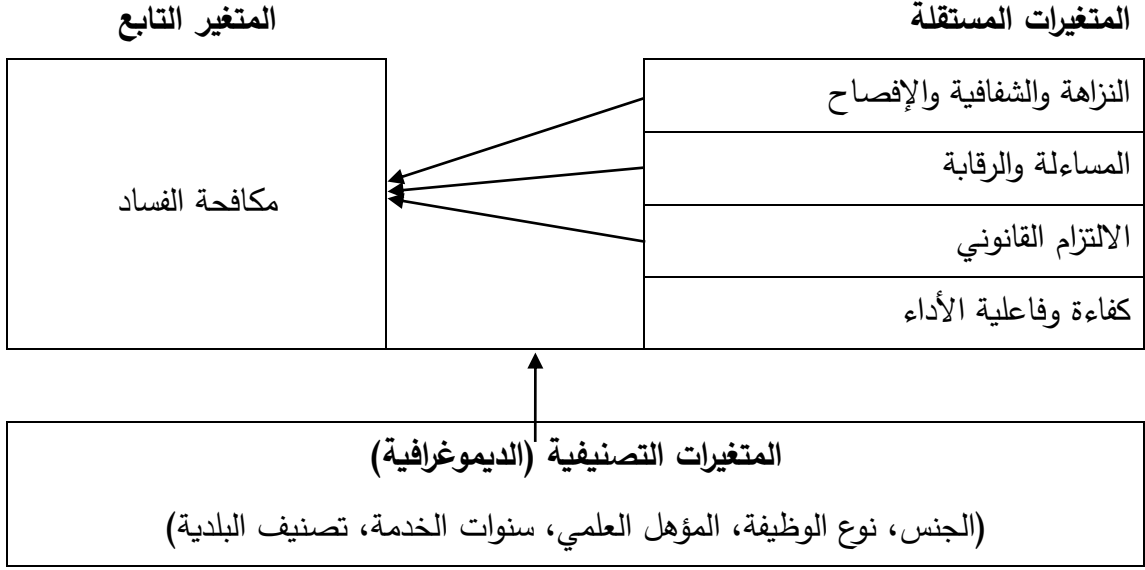 المتغيرات المستقلة
المتغير التابع
النزاهة والشفافية والإفصاح
المساءلة والرقابة
الالتزام القانوني
كفاءة وفاعلية الأداء
مكافحة الفساد
المتغيرات التصنيفية (الديموغرافية)
(الجنس، نوع الوظيفة، المؤهل العلمي، سنوات الخدمة، تصنيف البلدية)